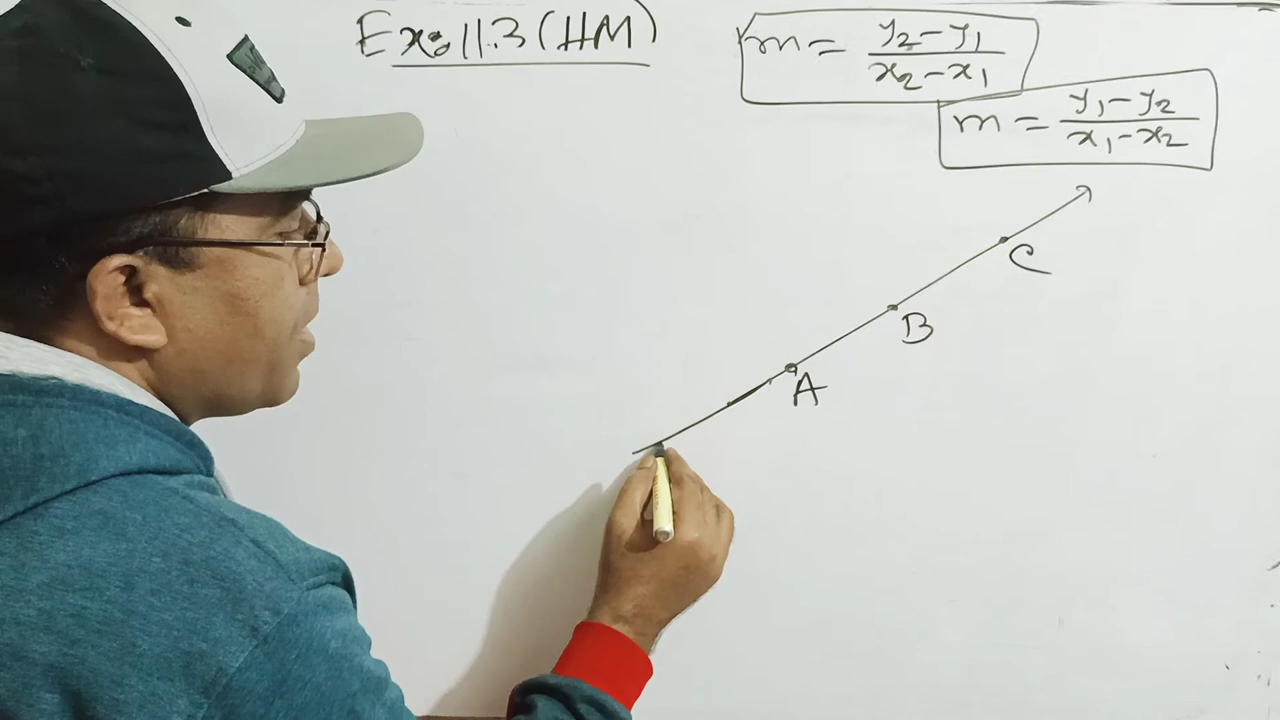 Ex: 11.3 (HM)
m = y₂ - y₁ / x₂ - x₁
m = y₁ - y₂ / x₁ - x₂
C
B
A